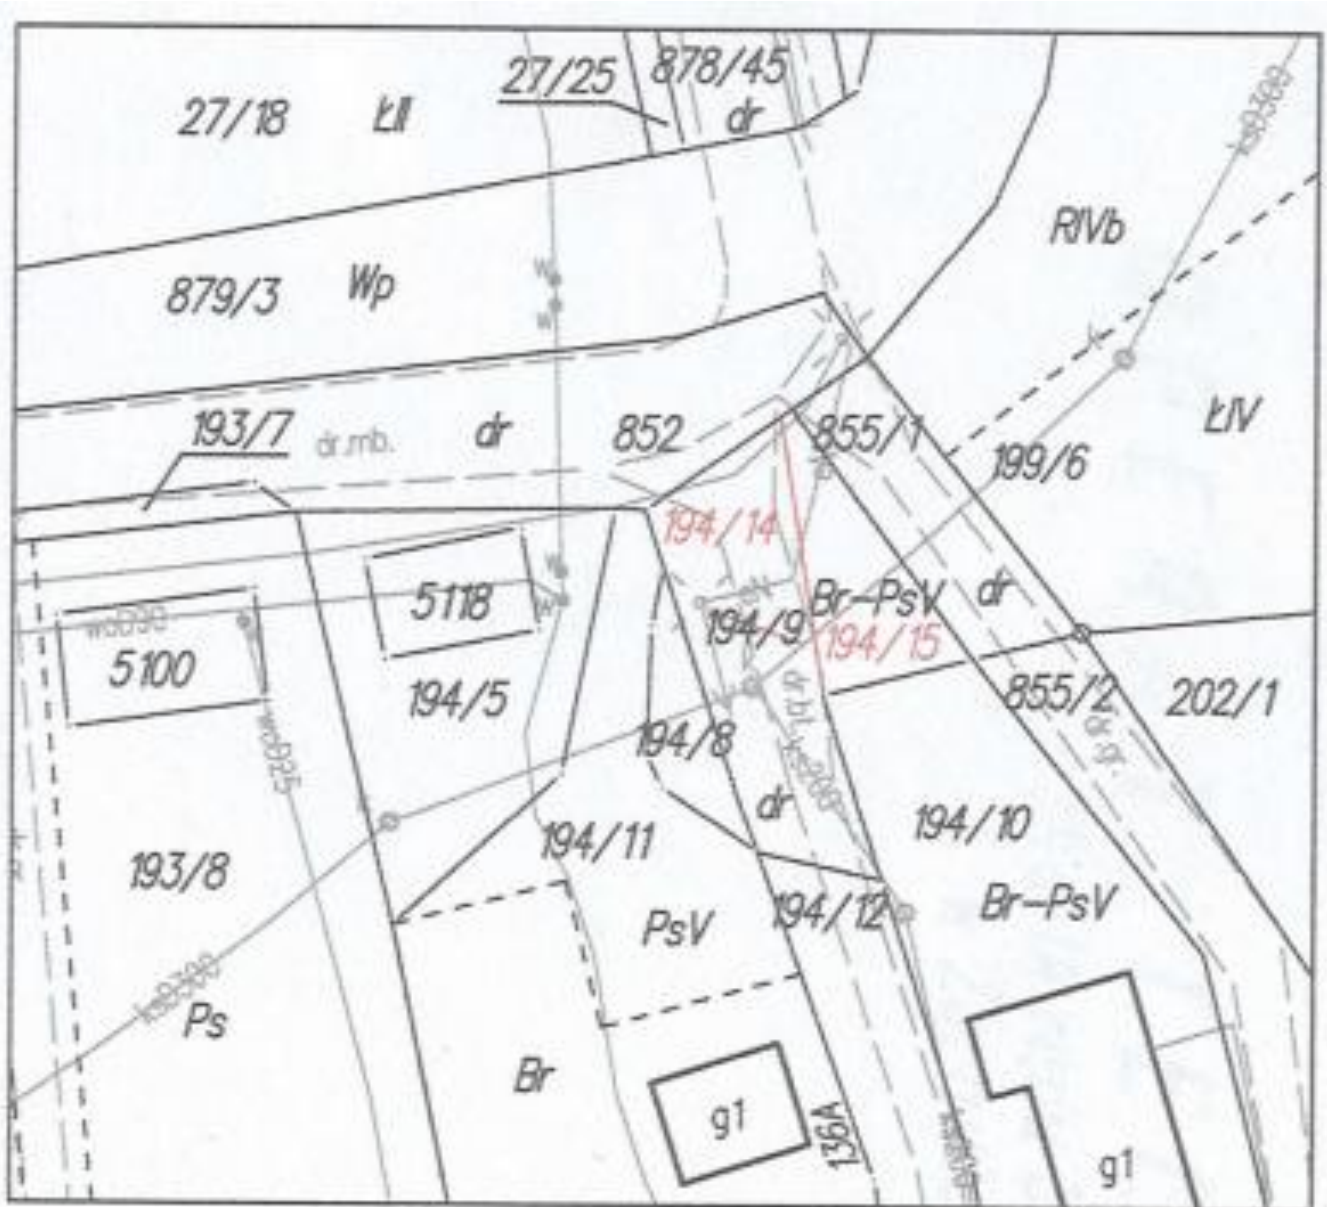 27/25
878/45
27/18
ŁII
dr
ksθ300
RIVb
879/3
Wp
w
w
193/7
dr.mb.
dr
852
855/1
199/6
ŁIV
194/14
5118
w
w
Br-PsV
dr
194/9
194/15
5100
194/5
855/2
202/1
194/8
dr
194/10
194/11
193/8
194/12
Br-PsV
PsV
ksθ300
Ps
Br
g1
136A
g1